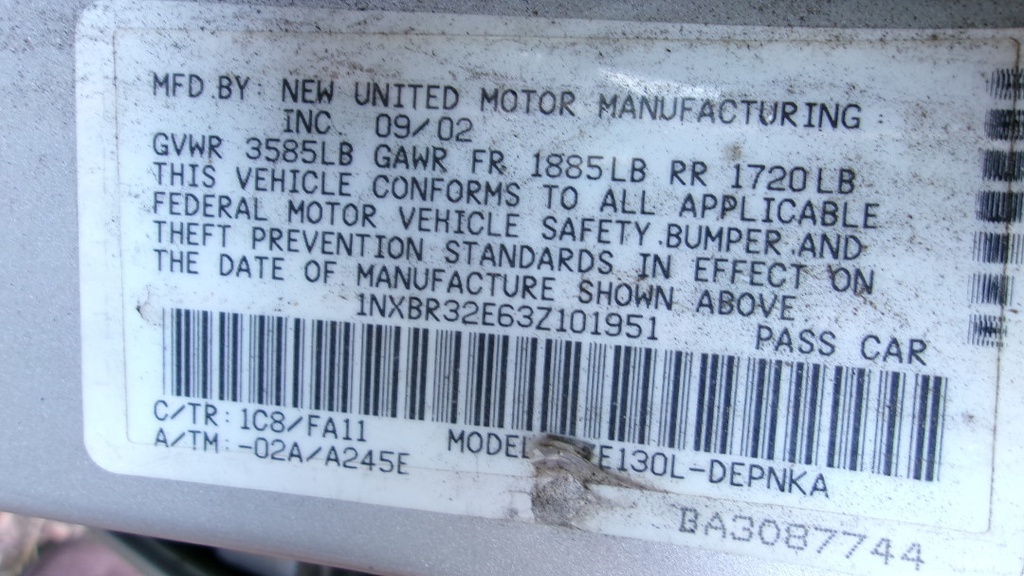 MFD.BY: NEW UNITED MOTOR MANUFACTURING
INC. 09/02
GVWR 3585LB GAWR FR 1885LB RR 1720LB
THIS VEHICLE CONFORMS TO ALL APPLICABLE
FEDERAL MOTOR VEHICLE SAFETY.BUMPER.AND
THEFT PREVENTION STANDARDS IN EFFECT ON
THE DATE OF MANUFACTURE SHOWN ABOVE
1NXBR32E63Z101951 PASS CAR
C/TR: 1C8/FA11 MODEL E130L-DEPNKA
A/TM: -02A/A245E
BA3087744